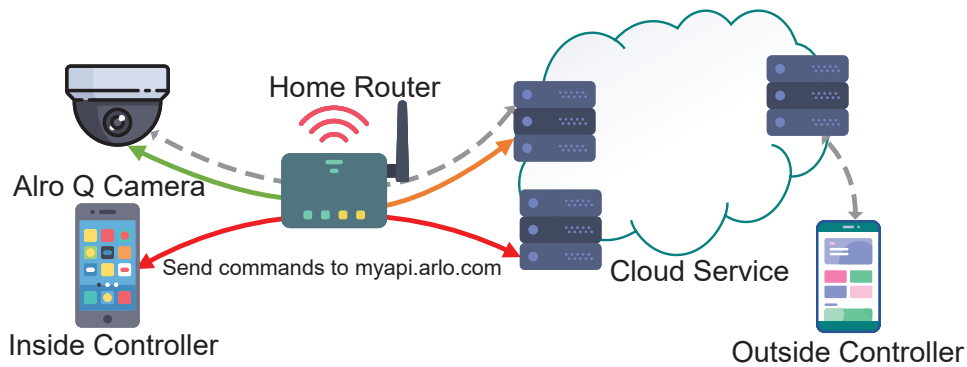 Home Router
Alro Q Camera
Send commands to myapi.arlo.com
Cloud Service
Inside Controller
Outside Controller